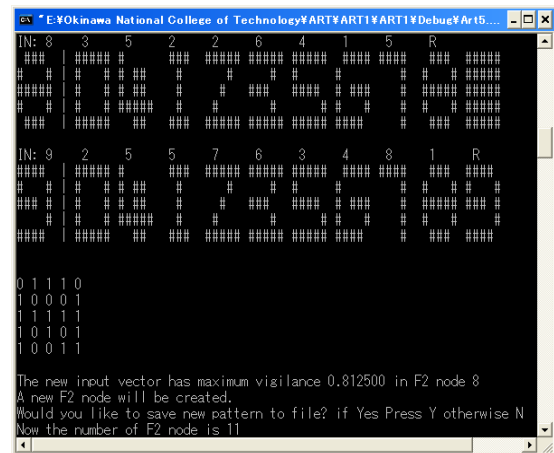 "E:¥Okinawa National College of Technology¥ART¥ART1¥ART1¥Debug¥Art5....
IN: 8 3 5 2 2 6 4 1 5 R
IN: 9 2 5 5 7 6 3 4 8 1 R
0 1 1 1 0
1 0 0 0 1
1 1 1 1 1
1 0 1 0 1
1 0 0 1 1
The new input vector has maximum vigilance 0.812500 in F2 node 8
A new F2 node will be created.
Would you like to save new pattern to file? if Yes Press Y otherwise N
Now the number of F2 node is 11